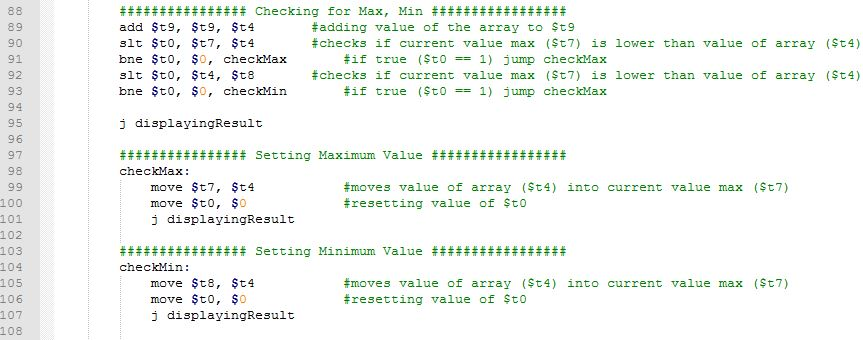 88 ################ Checking for Max, Min #################
89 add $t9, $t9, $t4 #adding value of the array to $t9
90 slt $t0, $t7, $t4 #checks if current value max ($t7) is lower than value of array ($t4)
91 bne $t0, $0, checkMax #if true ($t0 == 1) jump checkMax
92 slt $t0, $t4, $t8 #checks if current value max ($t7) is lower than value of array ($t4)
93 bne $t0, $0, checkMin #if true ($t0 == 1) jump checkMax
94
95 j displayingResult
96
97 ################ Setting Maximum Value #################
98 checkMax:
99 move $t7, $t4 #moves value of array ($t4) into current value max ($t7)
100 move $t0, $0 #resetting value of $t0
101 j displayingResult
102
103 ################ Setting Minimum Value #################
104 checkMin:
105 move $t8, $t4 #moves value of array ($t4) into current value max ($t7)
106 move $t0, $0 #resetting value of $t0
107 j displayingResult
108